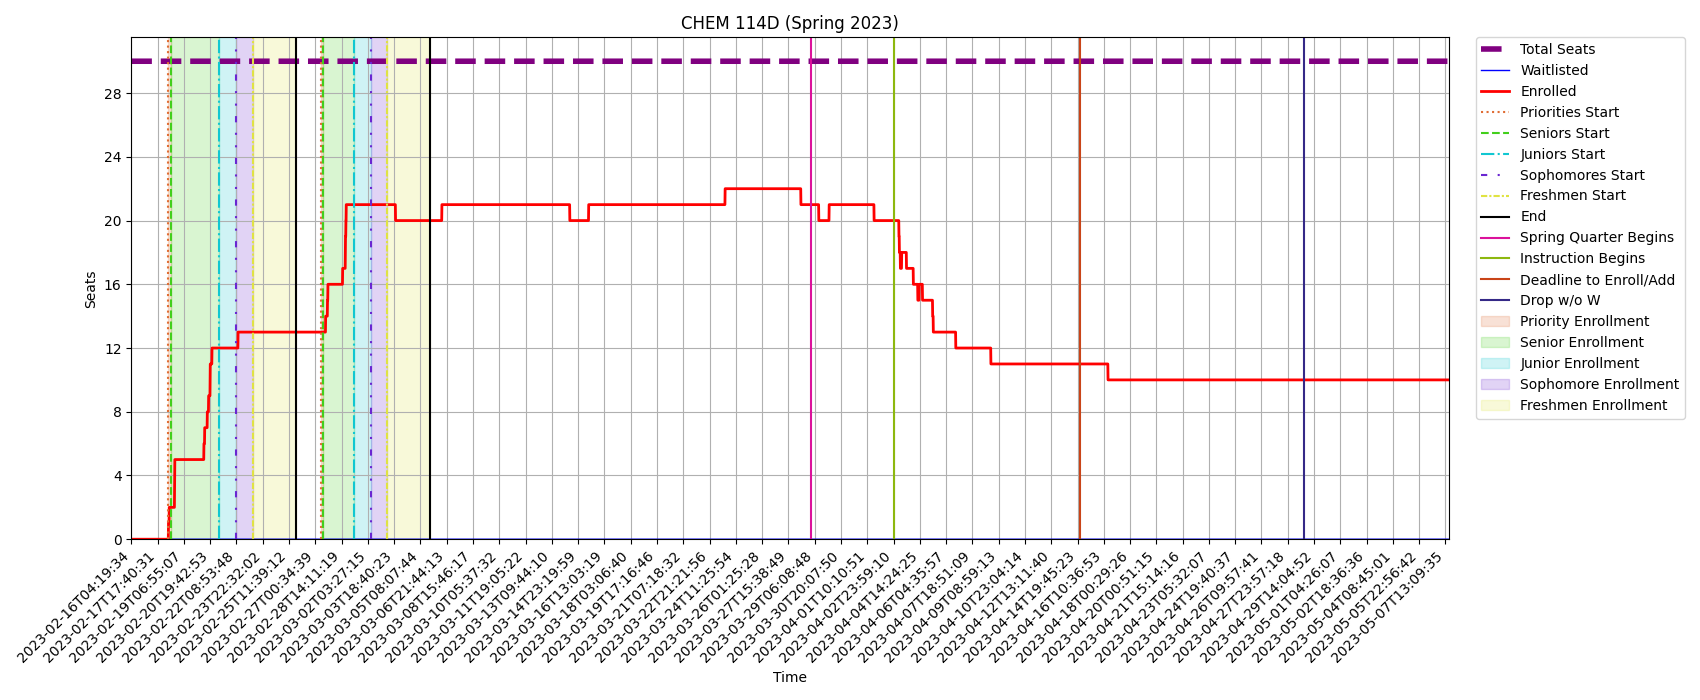 CHEM 114D (Spring 2023)
Seats
28
24
20
16
12
8
4
0
2023-02-16T04:19:34
2023-02-17T17:40:31
2023-02-19T06:55:07
2023-02-20T19:42:53
2023-02-22T08:53:48
2023-02-23T22:32:02
2023-02-25T11:39:12
2023-02-27T00:34:39
2023-02-28T14:11:19
2023-03-02T03:27:15
2023-03-03T18:40:23
2023-03-05T08:07:44
2023-03-06T21:44:13
2023-03-08T15:46:17
2023-03-10T05:37:32
2023-03-11T19:05:22
2023-03-13T09:44:10
2023-03-14T23:19:59
2023-03-16T13:03:19
2023-03-18T03:06:40
2023-03-19T17:16:46
2023-03-21T07:18:32
2023-03-22T21:21:56
2023-03-24T11:25:54
2023-03-26T01:25:28
2023-03-27T15:38:49
2023-03-29T06:08:48
2023-03-30T20:07:50
2023-04-01T10:10:51
2023-04-02T23:59:10
2023-04-04T14:24:25
2023-04-06T04:35:57
2023-04-07T18:51:09
2023-04-09T08:59:13
2023-04-10T23:04:14
2023-04-12T13:11:40
2023-04-14T19:45:23
2023-04-16T10:36:53
2023-04-18T00:29:26
2023-04-20T00:51:15
2023-04-21T15:14:16
2023-04-23T05:32:07
2023-04-24T19:40:37
2023-04-26T09:57:41
2023-04-27T23:57:18
2023-04-29T14:04:52
2023-05-01T04:26:07
2023-05-02T18:36:36
2023-05-04T08:45:01
2023-05-05T22:56:42
2023-05-07T13:09:35
Time
Total Seats
Waitlisted
Enrolled
Priorities Start
Seniors Start
Juniors Start
Sophomores Start
Freshmen Start
End
Spring Quarter Begins
Instruction Begins
Deadline to Enroll/Add
Drop w/o W
Priority Enrollment
Senior Enrollment
Junior Enrollment
Sophomore Enrollment
Freshmen Enrollment